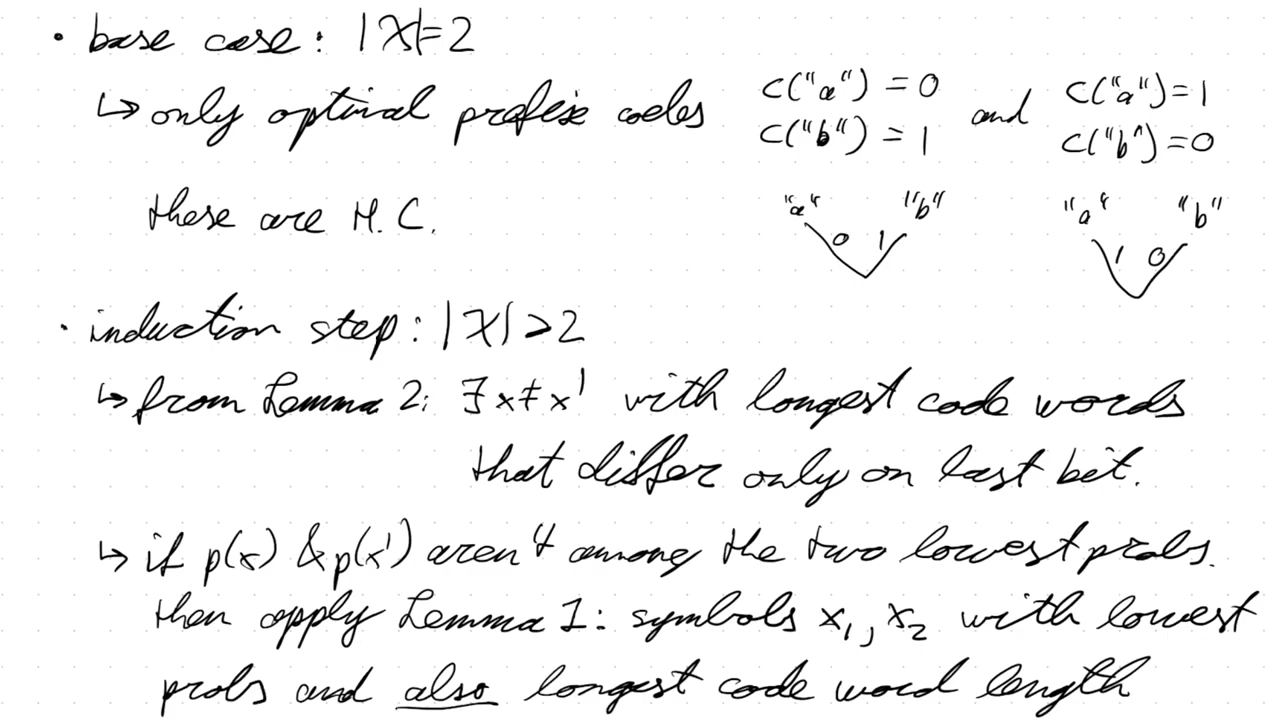 • base case: |X|=2
↳ only optimal prefix codes
C("a") = 0
C("b") = 1
and
C("a")=1
C("b")=0
these are H.C.
"a" "b"
0 1
"a" "b"
1 0
• induction step: |X|>2
↳ from Lemma 2: ∃x≠x' with longest code words
that differ only on last bit.
↳ if p(x) & p(x') aren't among the two lowest probs.
then apply Lemma 1: symbols x₁, x₂ with lowest
probs and also longest code word length